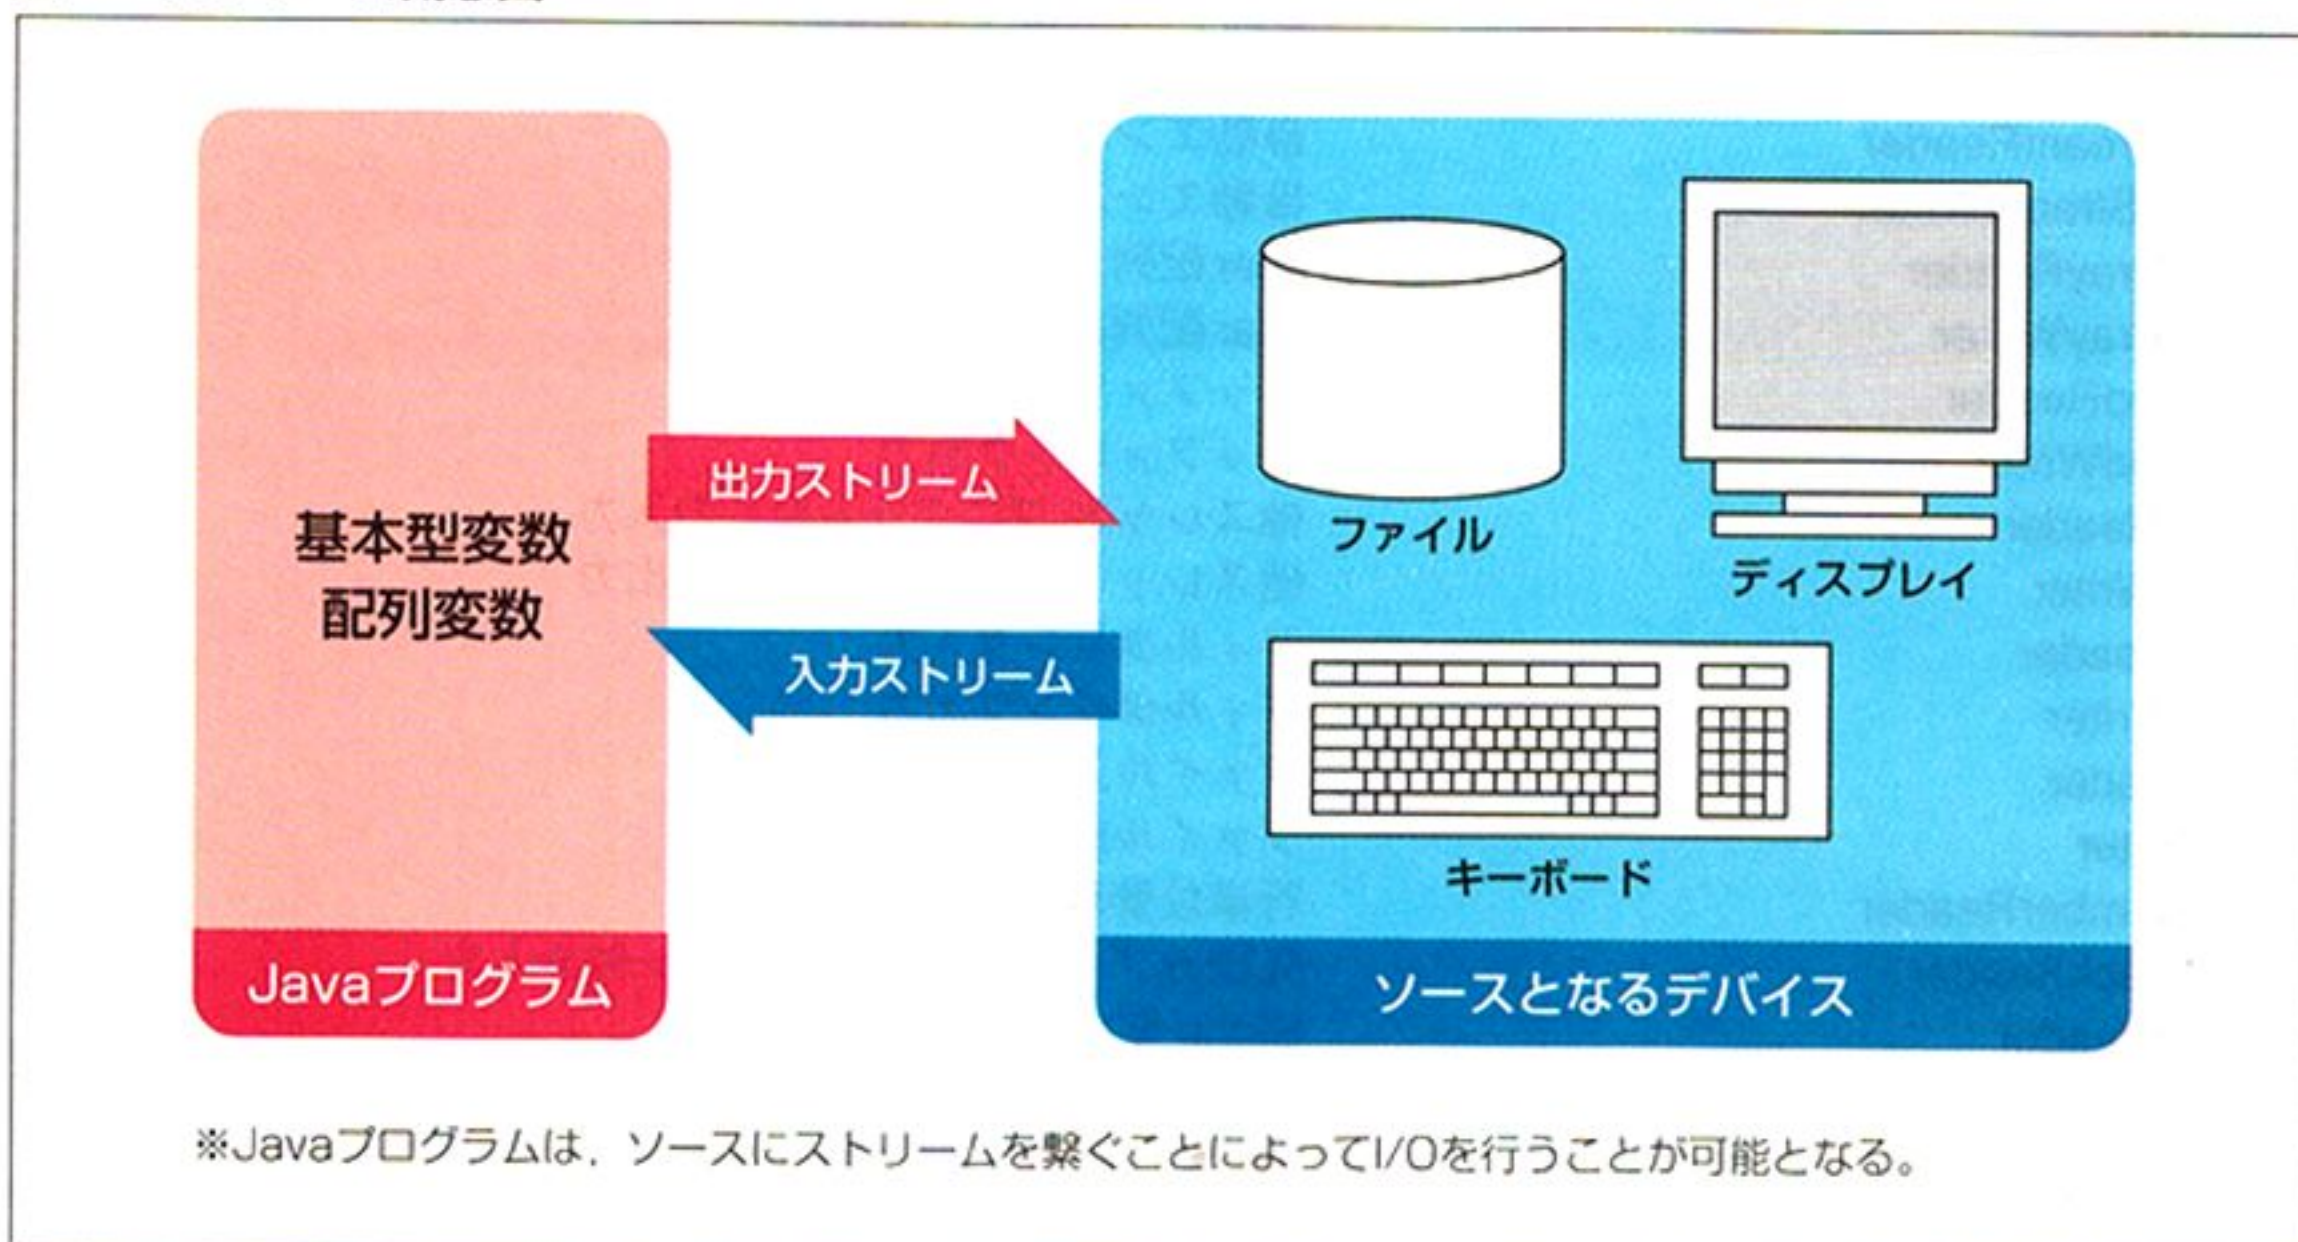 基本型変数
配列変数
Javaプログラム
出力ストリーム
入力ストリーム
ファイル
ディスプレイ
キーボード
ソースとなるデバイス
※Javaプログラムは，ソースにストリームを繋ぐことによってI/Oを行うことが可能となる。